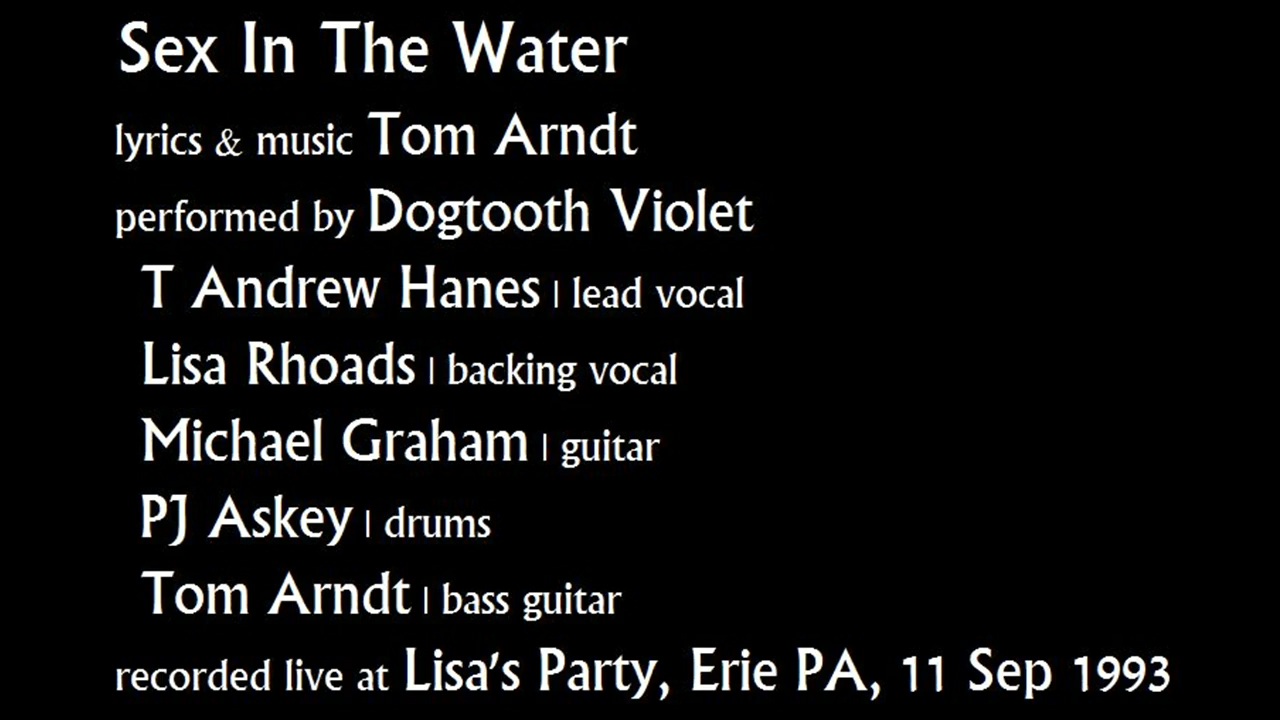 Sex In The Water
lyrics & music Tom Arndt
performed by Dogtooth Violet
T Andrew Hanes | lead vocal
Lisa Rhoads | backing vocal
Michael Graham | guitar
PJ Askey | drums
Tom Arndt | bass guitar
recorded live at Lisa's Party, Erie PA, 11 Sep 1993